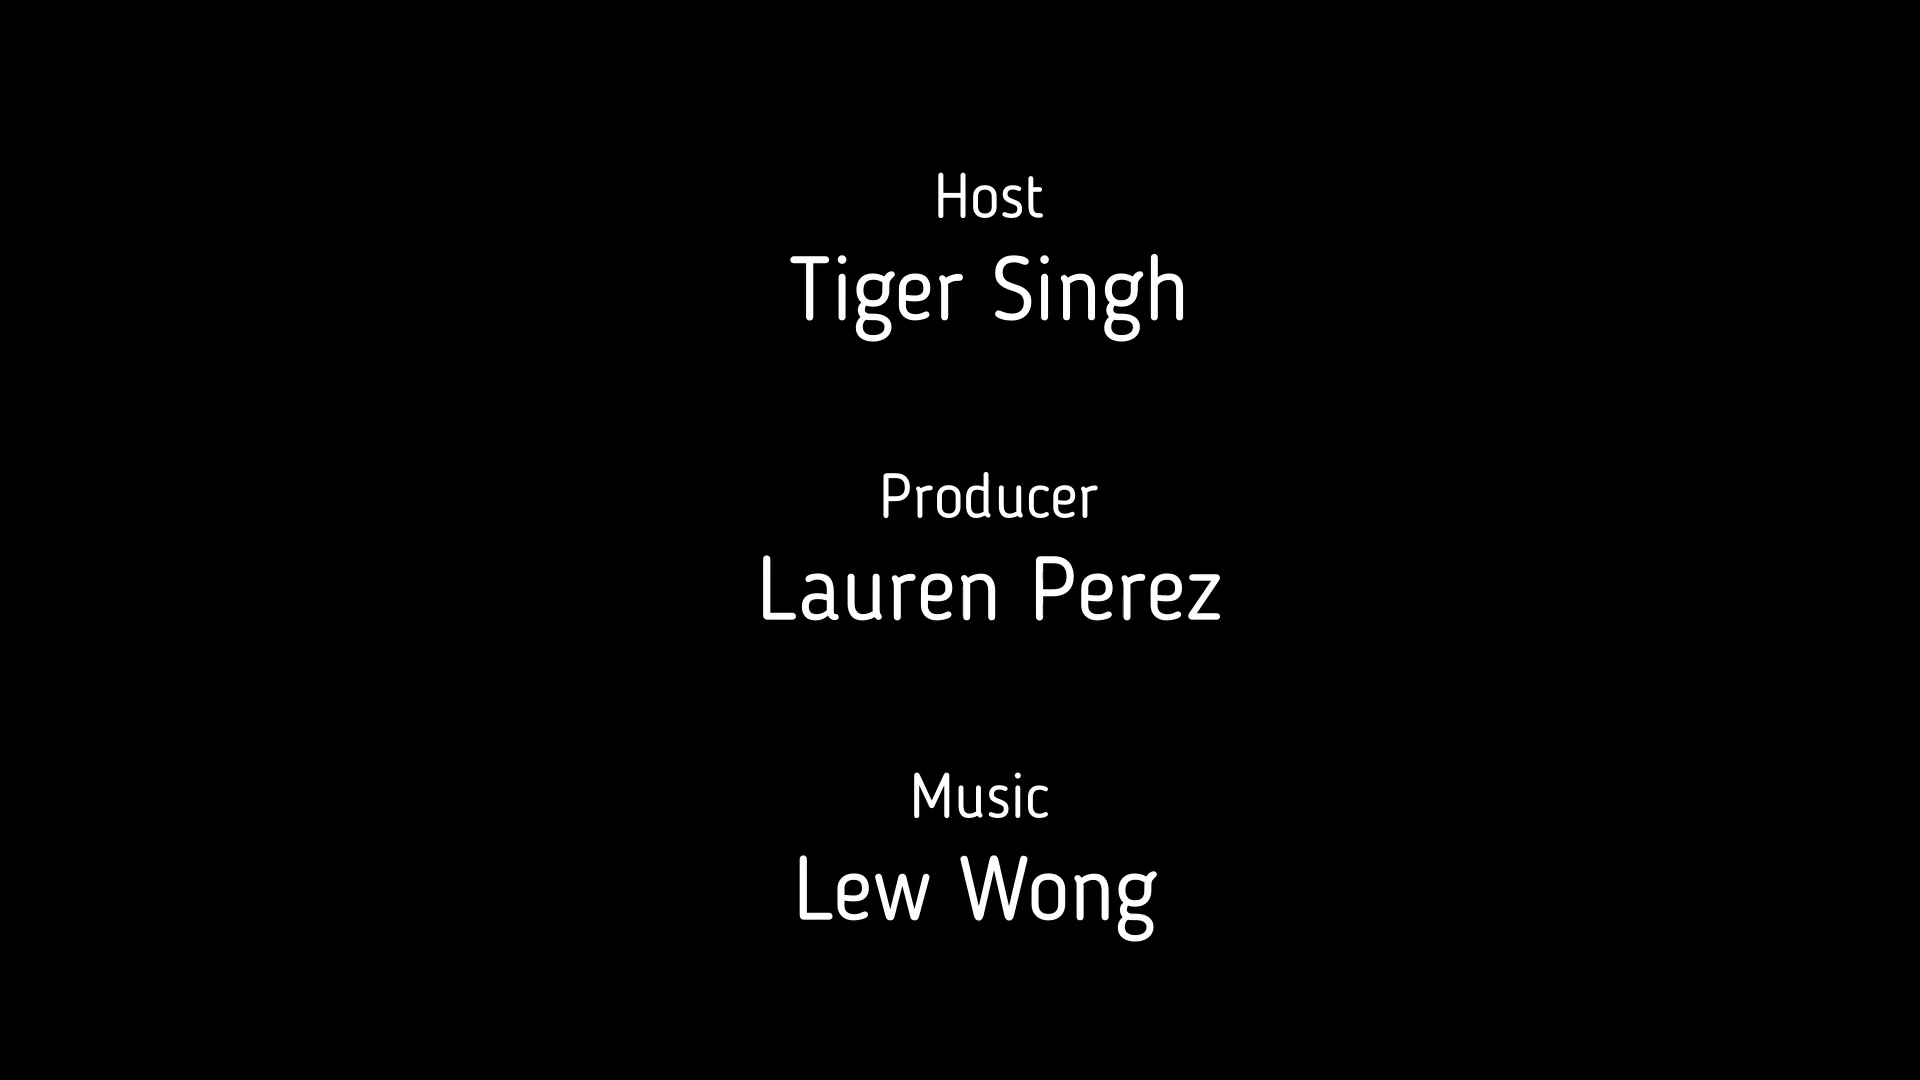 Host
Tiger Singh
Producer
Lauren Perez
Music
Lew Wong